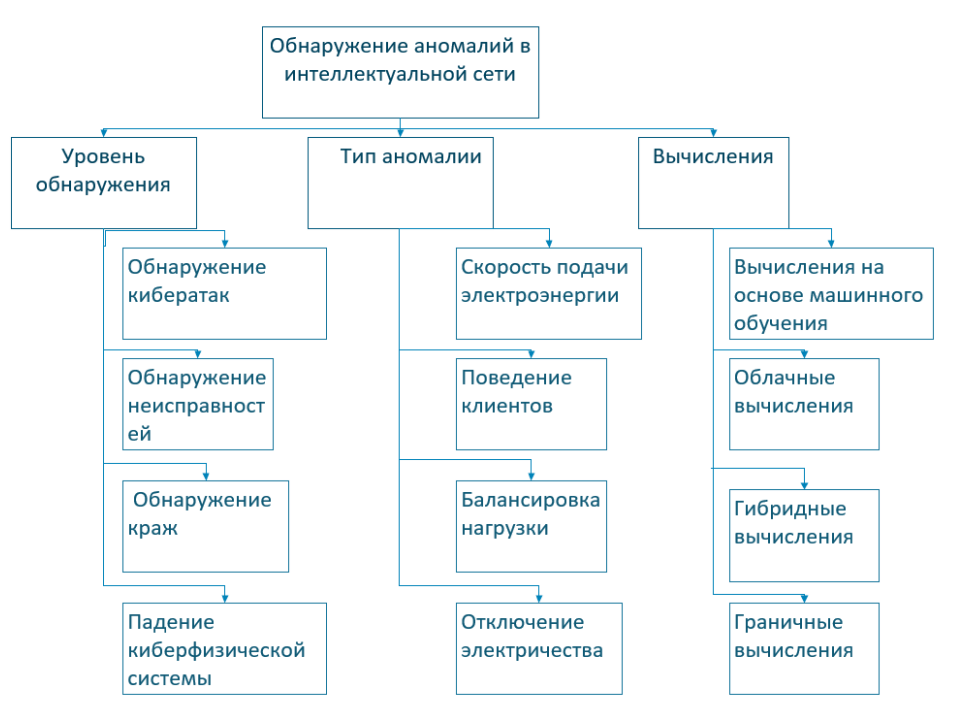 Обнаружение аномалий в
интеллектуальной сети
Уровень
обнаружения
Обнаружение
кибератак
Обнаружение
неисправност
ей
Обнаружение
краж
Падение
киберфизической
системы
Тип аномалии
Скорость подачи
электроэнергии
Поведение
клиентов
Балансировка
нагрузки
Отключение
электричества
Вычисления
Вычисления на
основе машинного
обучения
Облачные
вычисления
Гибридные
вычисления
Граничные
вычисления